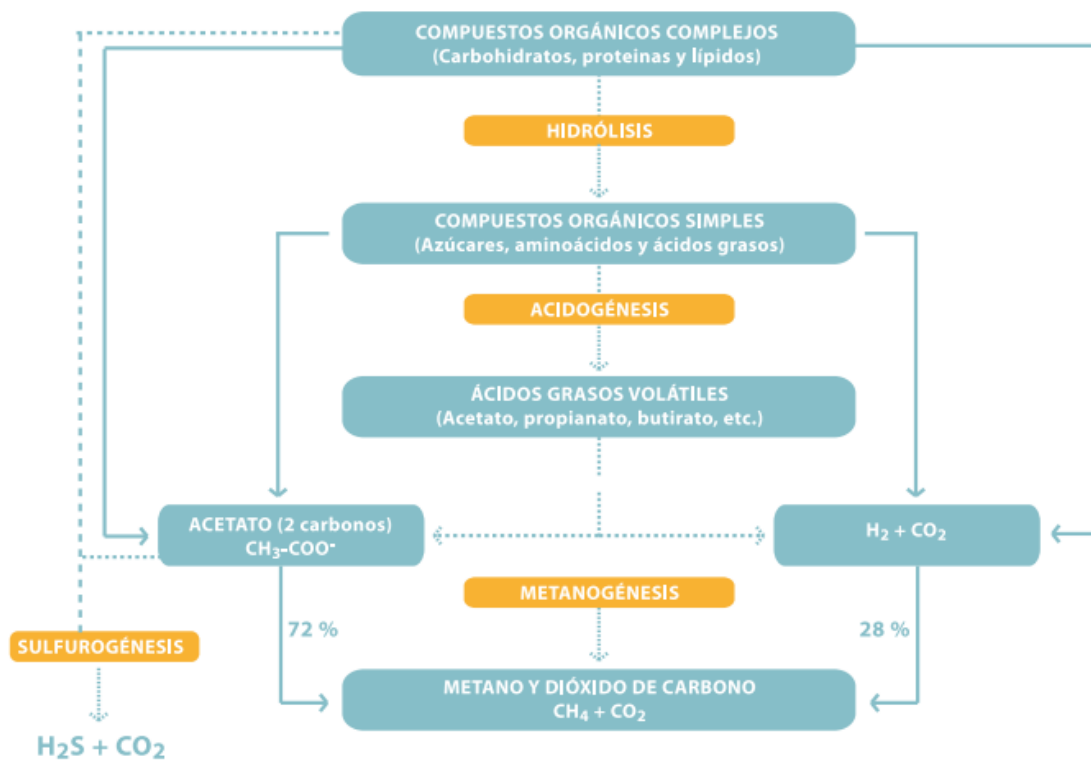 COMPUESTOS ORGÁNICOS COMPLEJOS
(Carbohidratos, proteinas y lípidos)
HIDRÓLISIS
COMPUESTOS ORGÁNICOS SIMPLES
(Azúcares, aminoácidos y ácidos grasos)
ACIDOGÉNESIS
ÁCIDOS GRASOS VOLÁTILES
(Acetato, propianato, butirato, etc.)
ACETATO (2 carbonos)
CH₃-COO⁻
H₂ + CO₂
METANOGÉNESIS
72 %
28 %
SULFUROGÉNESIS
METANO Y DIÓXIDO DE CARBONO
CH₄ + CO₂
H₂S + CO₂